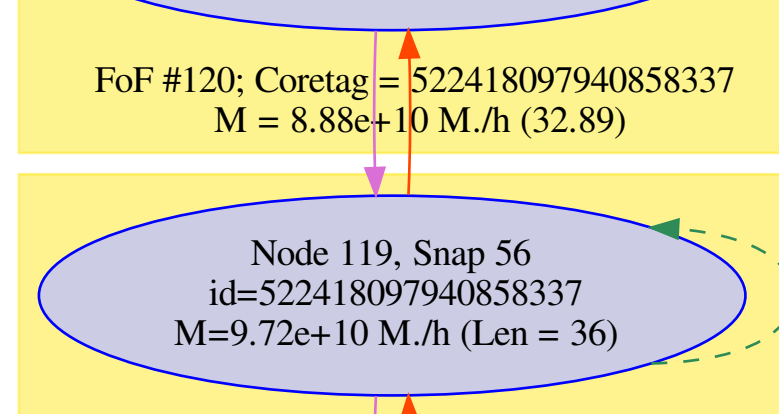 FoF #120; Coretag = 522418097940858337
M = 8.88e+10 M./h (32.89)
Node 119, Snap 56
id=522418097940858337
M=9.72e+10 M./h (Len = 36)